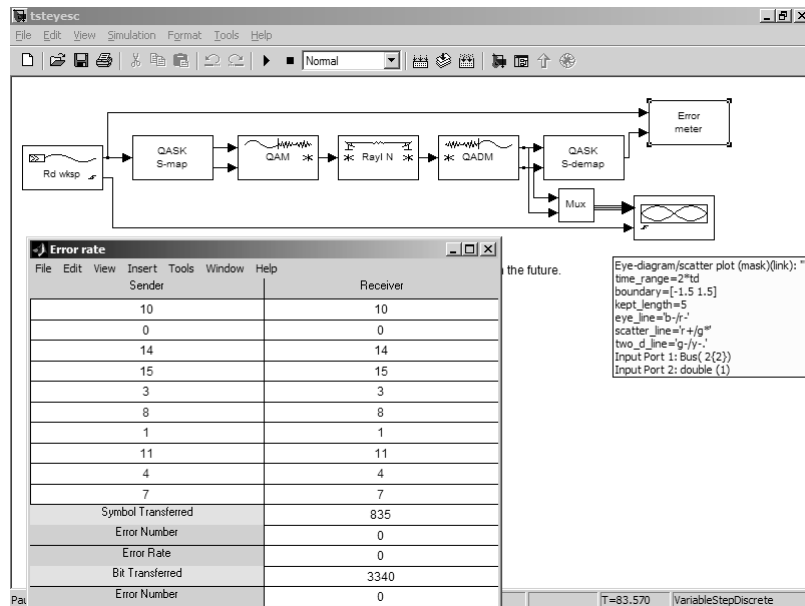 tsteyesc
File Edit View Simulation Format Tools Help
Normal
Error
meter
Rd wksp
QASK
S-map
QAM
Rayl N
QADM
QASK
S-demap
Mux
Error rate
File Edit View Insert Tools Window Help
Sender Receiver
10 10
0 0
14 14
15 15
3 3
8 8
1 1
11 11
4 4
7 7
Symbol Transferred 835
Error Number 0
Error Rate 0
Bit Transferred 3340
Error Number 0
the future.
Eye-diagram/scatter plot (mask)(link): "
time_range=2*td
boundary=[-1.5 1.5]
kept_length=5
eye_line='b-/r-'
scatter_line='r+/g*'
two_d_line='g-/y-.'
Input Port 1: Bus( 2{2})
Input Port 2: double (1)
Pau
T=83.570 VariableStepDiscrete